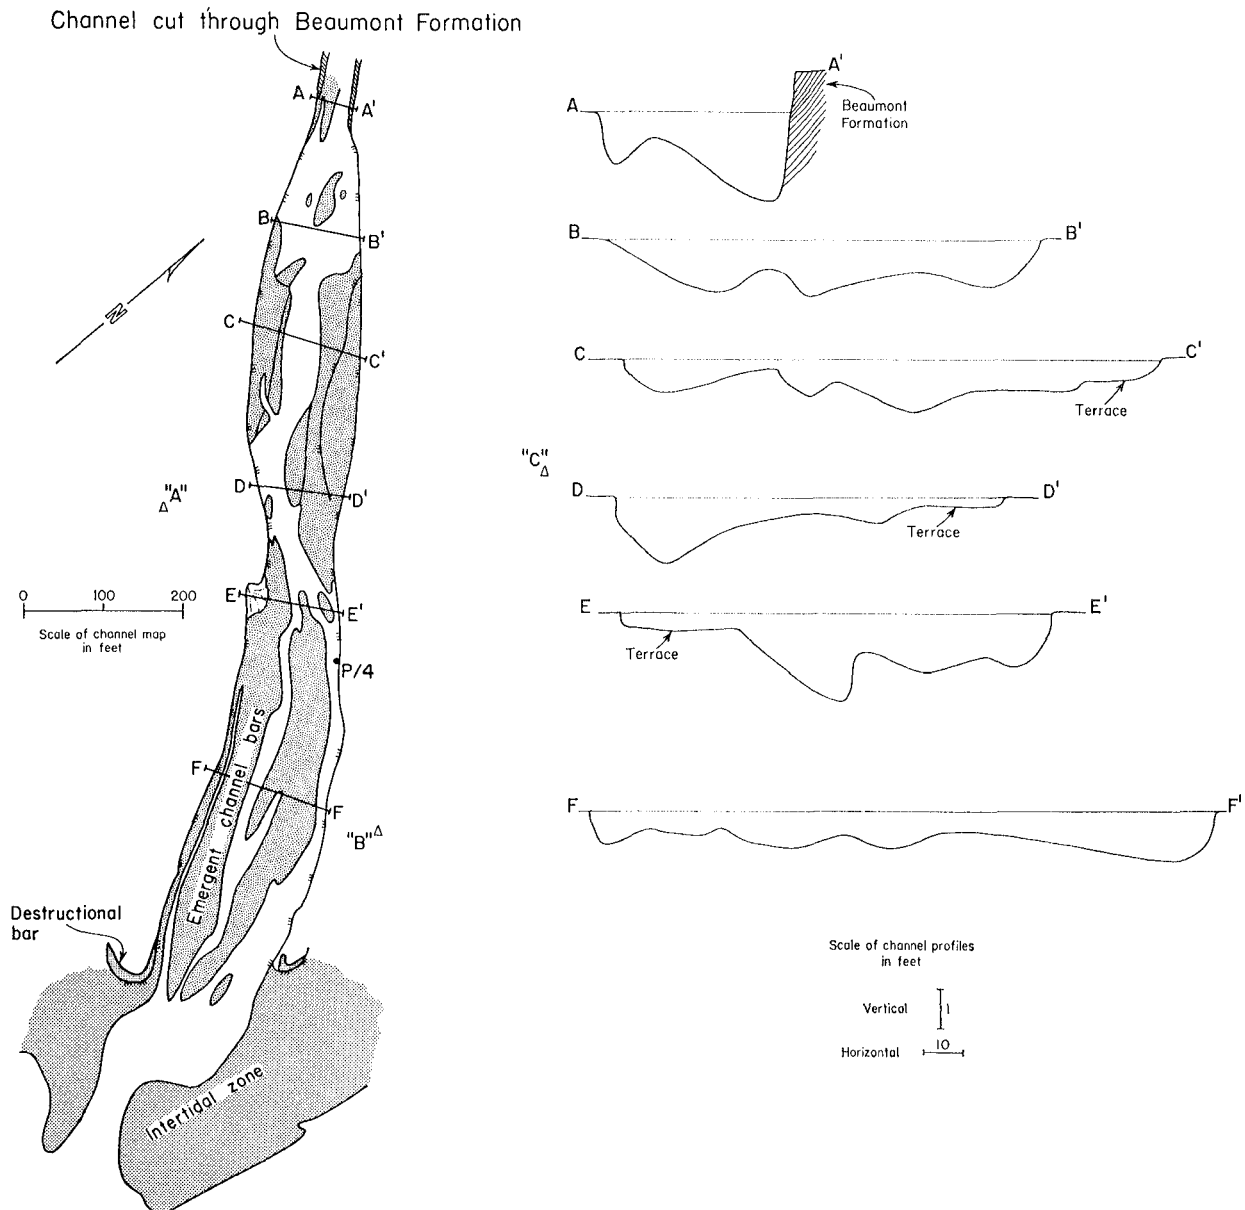 Channel cut through Beaumont Formation
A
A'
B
B'
C
C'
"A"
D
D'
N
0 100 200
Scale of channel map
in feet
E
E'
P/4
F
F
Emergent channel bars
"B"
Destructional
bar
Intertidal zone
A
A'
Beaumont
Formation
B
B'
C
C'
Terrace
"C"
D
D'
Terrace
E
E'
Terrace
F
F'
Scale of channel profiles
in feet
Vertical 1
Horizontal 10